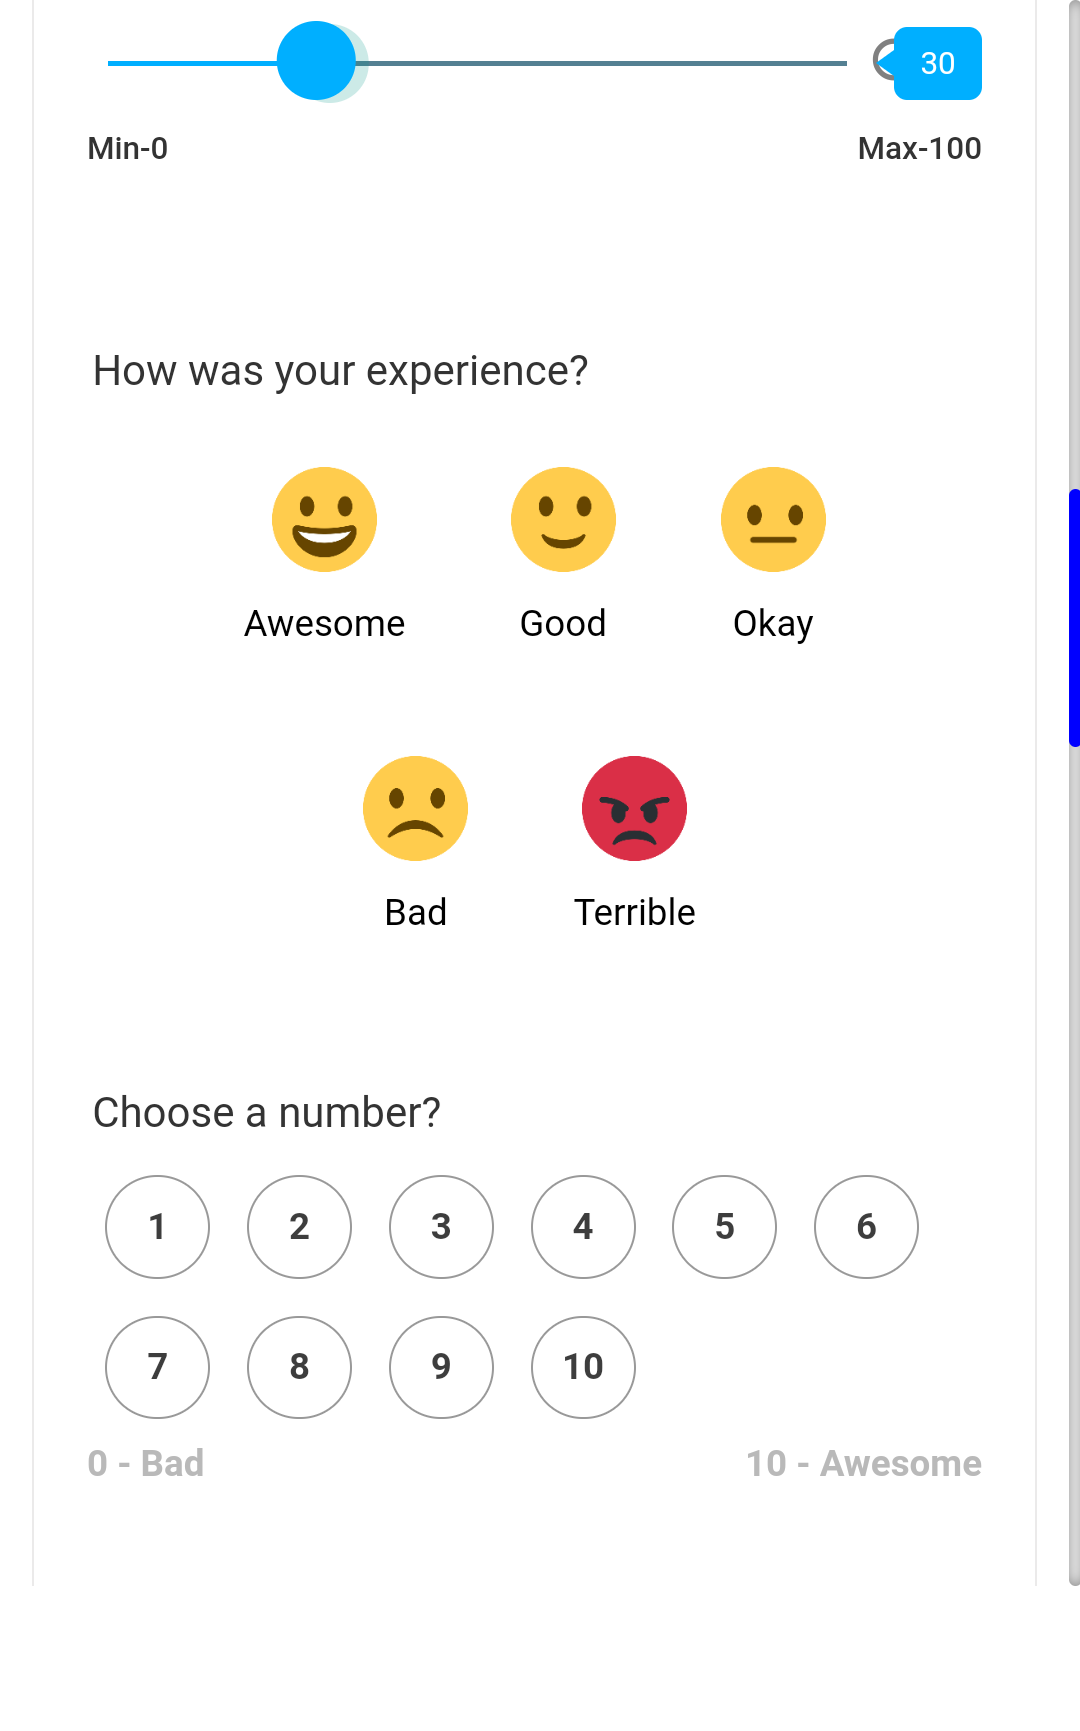 30
Min-0 Max-100
How was your experience?
Awesome Good Okay
Bad Terrible
Choose a number?
1 2 3 4 5 6
7 8 9 10
0 - Bad 10 - Awesome